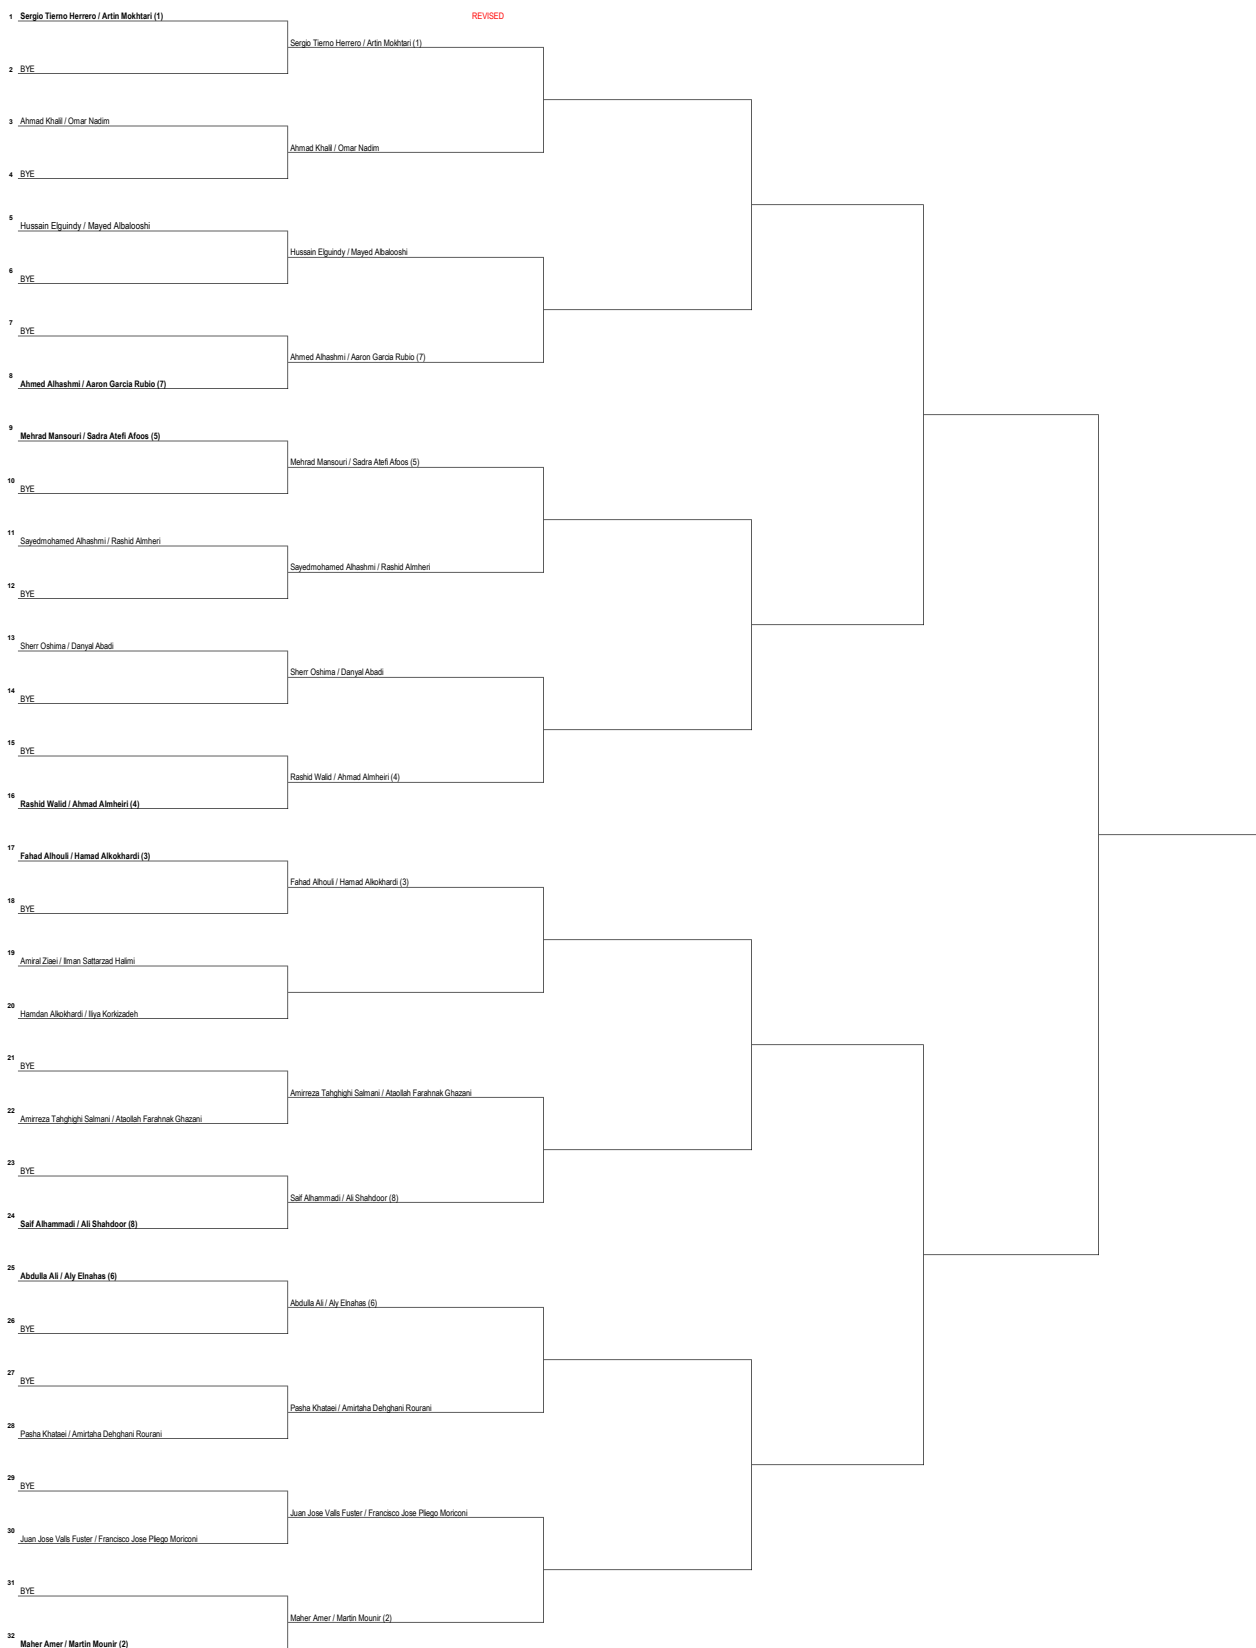 1 Sergio Tierno Herrero / Artin Mokhtari (1)
REVISED
Sergio Tierno Herrero / Artin Mokhtari (1)
2 BYE
3 Ahmad Khalil / Omar Nadim
Ahmad Khalil / Omar Nadim
4 BYE
5 Hussain Elguindy / Mayed Albalooshi
Hussain Elguindy / Mayed Albalooshi
6 BYE
7 BYE
Ahmed Alhashmi / Aaron Garcia Rubio (7)
8 Ahmed Alhashmi / Aaron Garcia Rubio (7)
9 Mehrad Mansouri / Sadra Atefi Afoos (5)
Mehrad Mansouri / Sadra Atefi Afoos (5)
10 BYE
11 Sayedmohamed Alhashmi / Rashid Almheri
Sayedmohamed Alhashmi / Rashid Almheri
12 BYE
13 Sherr Oshima / Danyal Abadi
Sherr Oshima / Danyal Abadi
14 BYE
15 BYE
Rashid Walid / Ahmad Almheiri (4)
16 Rashid Walid / Ahmad Almheiri (4)
17 Fahad Alhouli / Hamad Alkokhardi (3)
Fahad Alhouli / Hamad Alkokhardi (3)
18 BYE
19 Amiral Ziaei / Ilman Sattarzad Halimi
20 Hamdan Alkokhardi / Iliya Korkizadeh
21 BYE
Amirreza Tahghighi Salmani / Ataollah Farahnak Ghazani
22 Amirreza Tahghighi Salmani / Ataollah Farahnak Ghazani
23 BYE
Saif Alhammadi / Ali Shahdoor (8)
24 Saif Alhammadi / Ali Shahdoor (8)
25 Abdulla Ali / Aly Elnahas (6)
Abdulla Ali / Aly Elnahas (6)
26 BYE
27 BYE
Pasha Khataei / Amirtaha Dehghani Rourani
28 Pasha Khataei / Amirtaha Dehghani Rourani
29 BYE
Juan Jose Valls Fuster / Francisco Jose Pliego Moriconi
30 Juan Jose Valls Fuster / Francisco Jose Pliego Moriconi
31 BYE
Maher Amer / Martin Mounir (2)
32 Maher Amer / Martin Mounir (2)